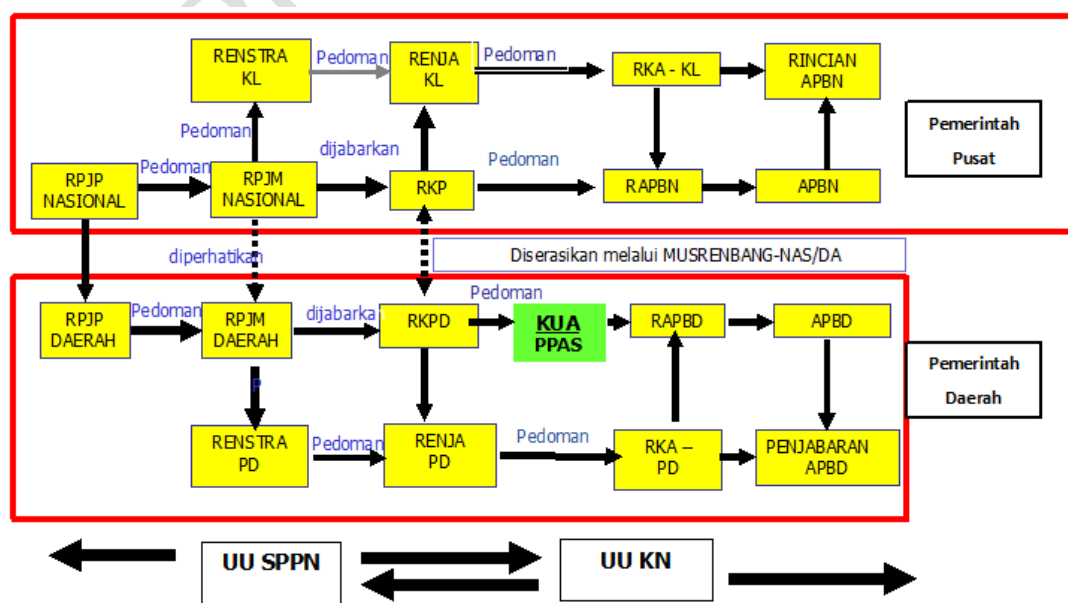 RENSTRA
KL
Pedoman
RENJA
KL
Pedoman
RKA - KL
RINCIAN
APBN
Pedoman
Pemerintah
Pusat
RPJP
NASIONAL
Pedoman
RPJM
NASIONAL
dijabarkan
RKP
Pedoman
RAPBN
APBN
diperhatikan
Diserasikan melalui MUSRENBANG-NAS/DA
RPJP
DAERAH
Pedoman
RPJM
DAERAH
dijabarkan
RKPD
Pedoman
KUA
PPAS
RAPBD
APBD
Pemerintah
Daerah
P
RENSTRA
PD
Pedoman
RENJA
PD
Pedoman
RKA –
PD
PENJABARAN
APBD
UU SPPN
UU KN